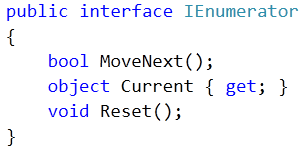 public interface IEnumerator
{
    bool MoveNext();
    object Current { get; }
    void Reset();
}